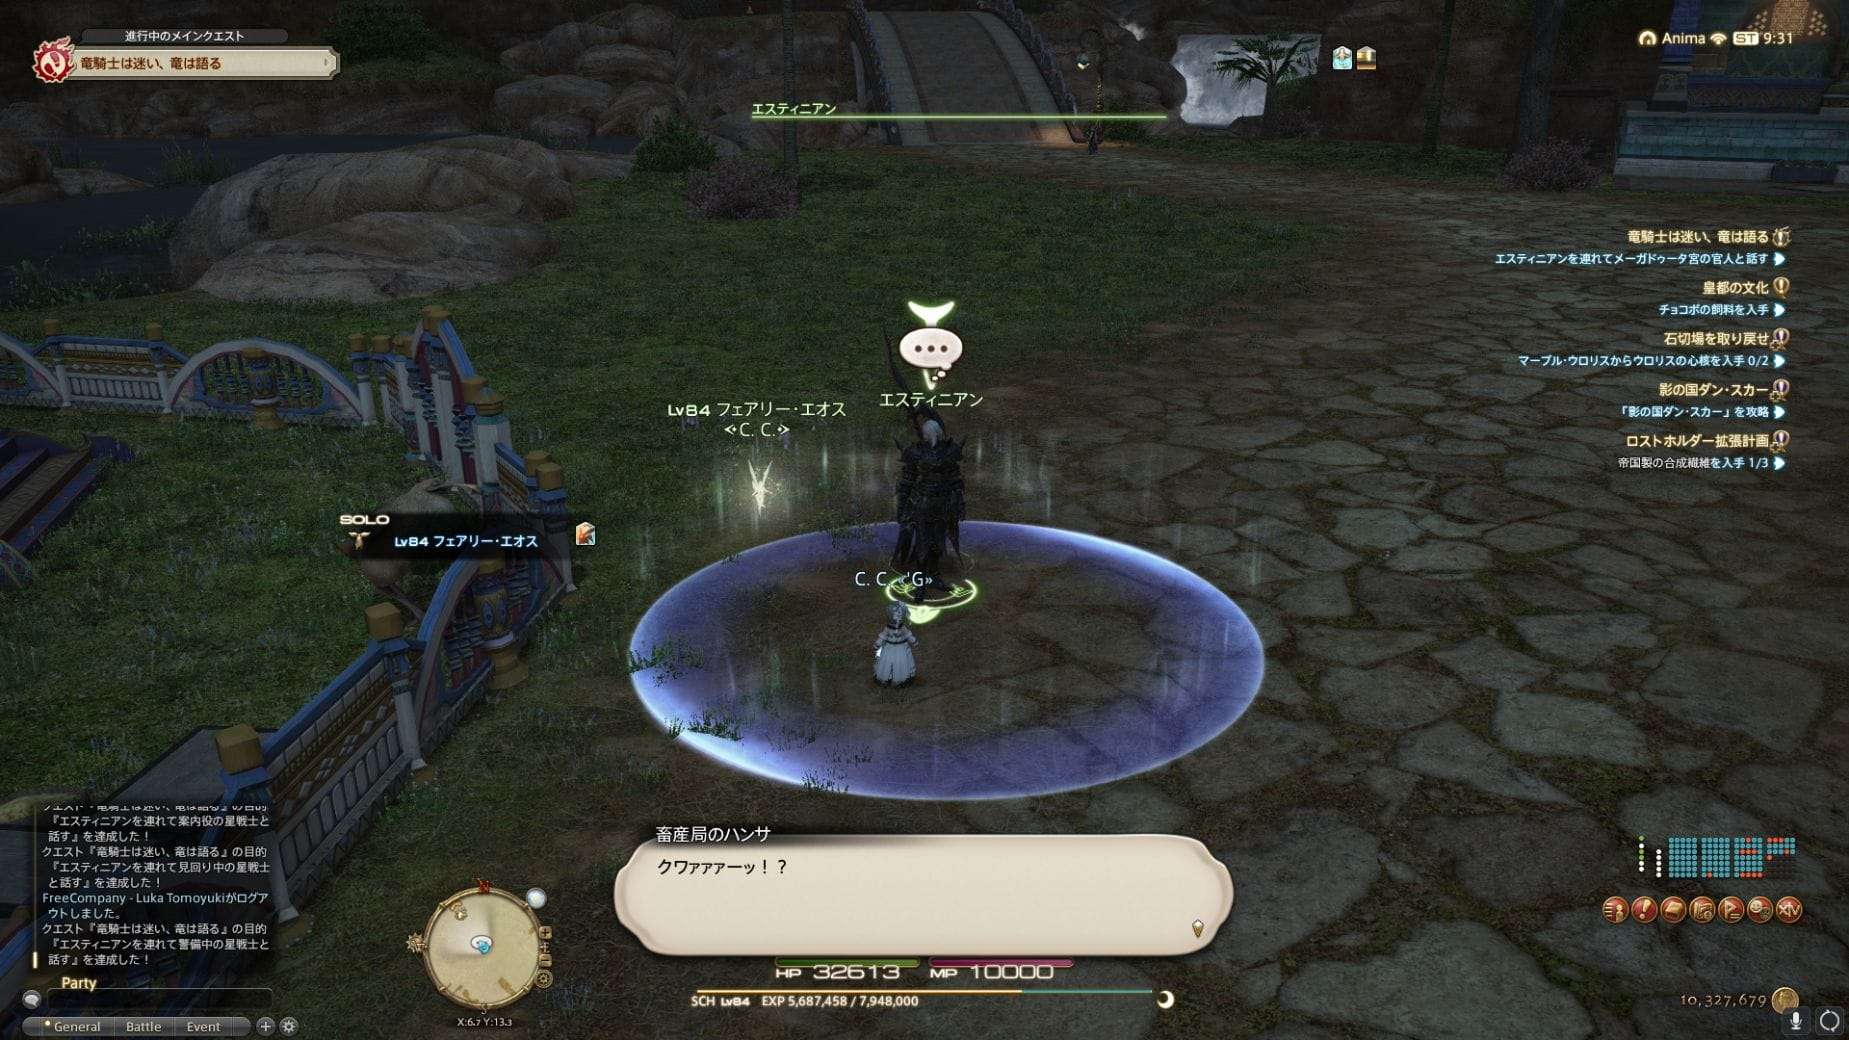 進行中のメインクエスト
竜騎士は迷い、竜は語る
Anima ST 9:31
エスティニアン
竜騎士は迷い、竜は語る
エスティニアンを連れてメーガドゥータ宮の官人と話す
皇都の文化
チョコボの飼料を入手
石切場を取り戻せ
マーブル・ウロリスからウロリスの心核を入手 0/2
影の国ダン・スカー
「影の国ダン・スカー」を攻略
ロストホルダー拡張計画
帝国製の合成繊維を入手 1/3
エスティニアン
Lv84 フェアリー・エオス
C. C.
SOLO
Lv84 フェアリー・エオス
C. C.
畜産局のハンサ
クワァァァーッ！？
クエスト『竜騎士は迷い、竜は語る』の目的
『エスティニアンを連れて案内役の星戦士と
話す』を達成した！
クエスト『竜騎士は迷い、竜は語る』の目的
『エスティニアンを連れて見回り中の星戦士
と話す』を達成した！
FreeCompany - Luka Tomoyukiがログア
ウトしました。
クエスト『竜騎士は迷い、竜は語る』の目的
『エスティニアンを連れて警備中の星戦士と
話す』を達成した！
Party
General Battle Event
N
X:6.7 Y:13.3
HP 32613 MP 10000
SCH Lv84 EXP 5,687,458 / 7,948,000
XIV
10,327,679